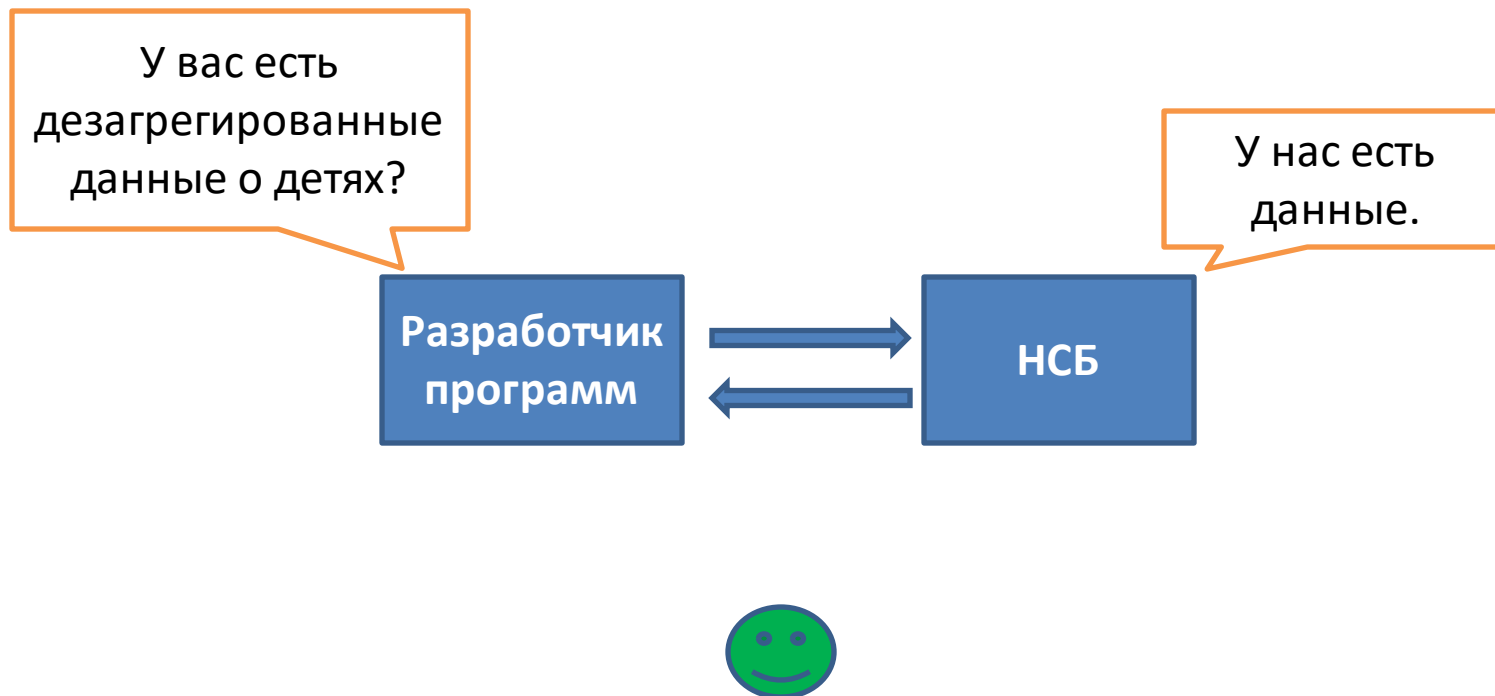 У вас есть
дезагрегированные
данные о детях?
У нас есть
данные.
Разработчик
программ
НСБ